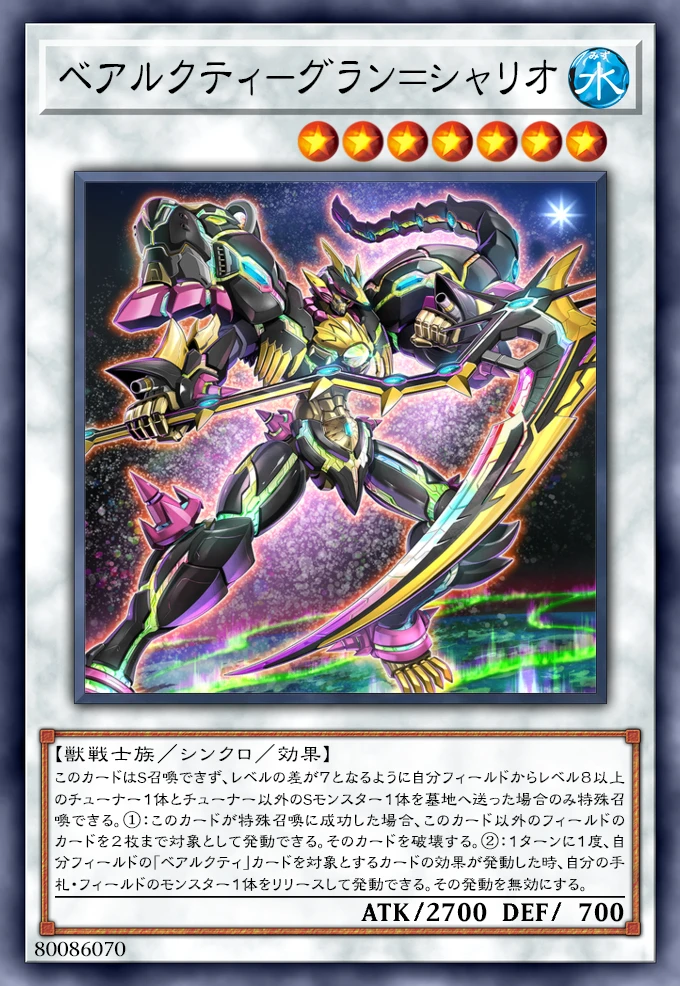 ベアルクティーグラン＝シャリオ
みず
水
【獣戦士族／シンクロ／効果】
このカードはS召喚できず、レベルの差が７となるように自分フィールドからレベル８以上
のチューナー１体とチューナー以外のSモンスター１体を墓地へ送った場合のみ特殊召
喚できる。①：このカードが特殊召喚に成功した場合、このカード以外のフィールドの
カードを２枚まで対象として発動できる。そのカードを破壊する。②：１ターンに１度、自
分フィールドの「ベアルクティ」カードを対象とするカードの効果が発動した時、自分の手
札・フィールドのモンスター１体をリリースして発動できる。その発動を無効にする。
ATK/2700 DEF/ 700
80086070